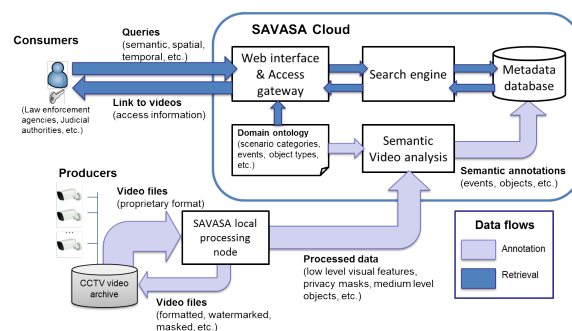 SAVASA Cloud
Consumers
Queries
(semantic, spatial,
temporal, etc.)
Web interface
& Access
gateway
Search engine
Metadata
database
Link to videos
(access information)
(Law enforcement
agencies, Judicial
authorities, etc.)
Domain ontology
(scenario categories,
events, object types,
etc.)
Semantic
Video analysis
Semantic annotations
(events, objects, etc.)
Producers
Video files
(proprietary format)
...
SAVASA local
processing
node
CCTV video
archive
Processed data
(low level visual features,
privacy masks, medium level
objects, etc.)
Video files
(formatted, watermarked,
masked, etc.)
Data flows
Annotation
Retrieval